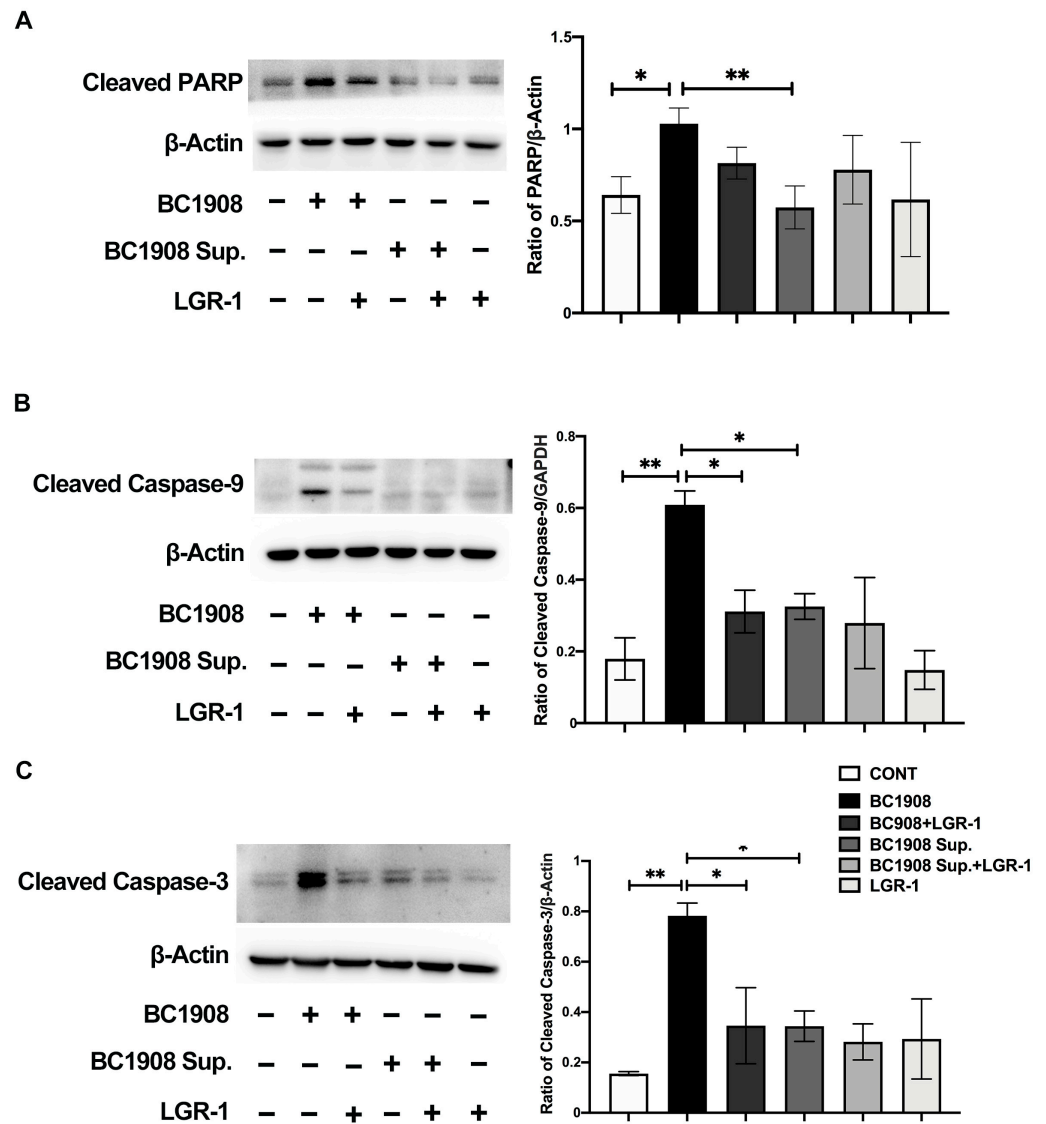 A
Cleaved PARP
β-Actin
BC1908 – + + – – –
BC1908 Sup. – – – + + –
LGR-1 – – + – + +
Ratio of PARP/β-Actin
1.5
1
0.5
0
* **
B
Cleaved Caspase-9
β-Actin
BC1908 – + + – – –
BC1908 Sup. – – – + + –
LGR-1 – – + – + +
Ratio of Cleaved Caspase-9/GAPDH
0.8
0.6
0.4
0.2
0
*
** *
C
Cleaved Caspase-3
β-Actin
BC1908 – + + – – –
BC1908 Sup. – – – + + –
LGR-1 – – + – + +
CONT
BC1908
BC908+LGR-1
BC1908 Sup.
BC1908 Sup.+LGR-1
LGR-1
Ratio of Cleaved Caspase-3/β-Actin
1
0.8
0.6
0.4
0.2
0
** *